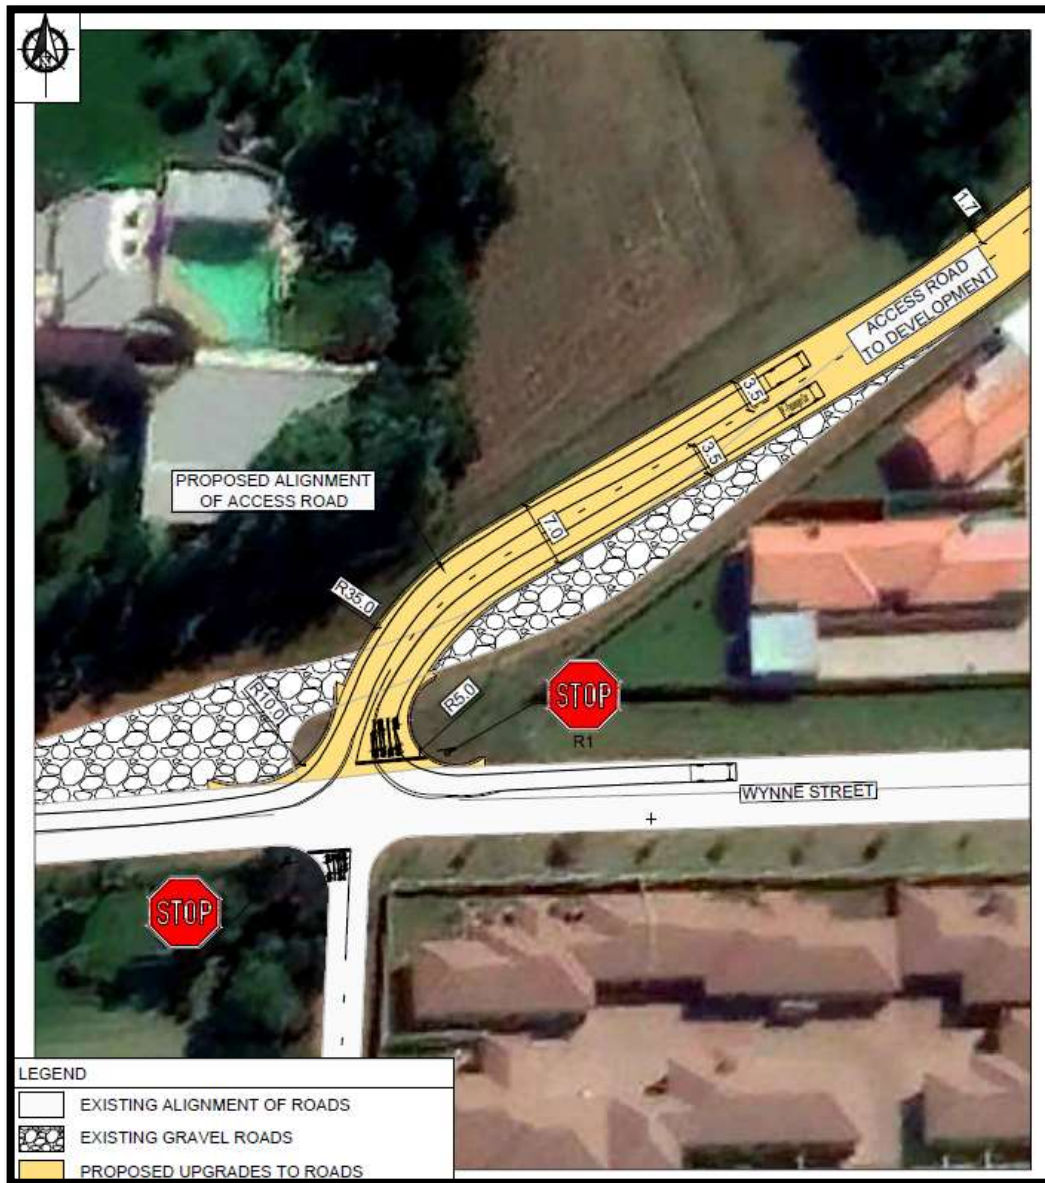 1.7
ACCESS ROAD
TO DEVELOPMENT
3.5
3.5
PROPOSED ALIGNMENT
OF ACCESS ROAD
7.0
R35.0
R10.0
R5.0
STOP
R1
WYNNE STREET
STOP
LEGEND
EXISTING ALIGNMENT OF ROADS
EXISTING GRAVEL ROADS
PROPOSED UPGRADES TO ROADS